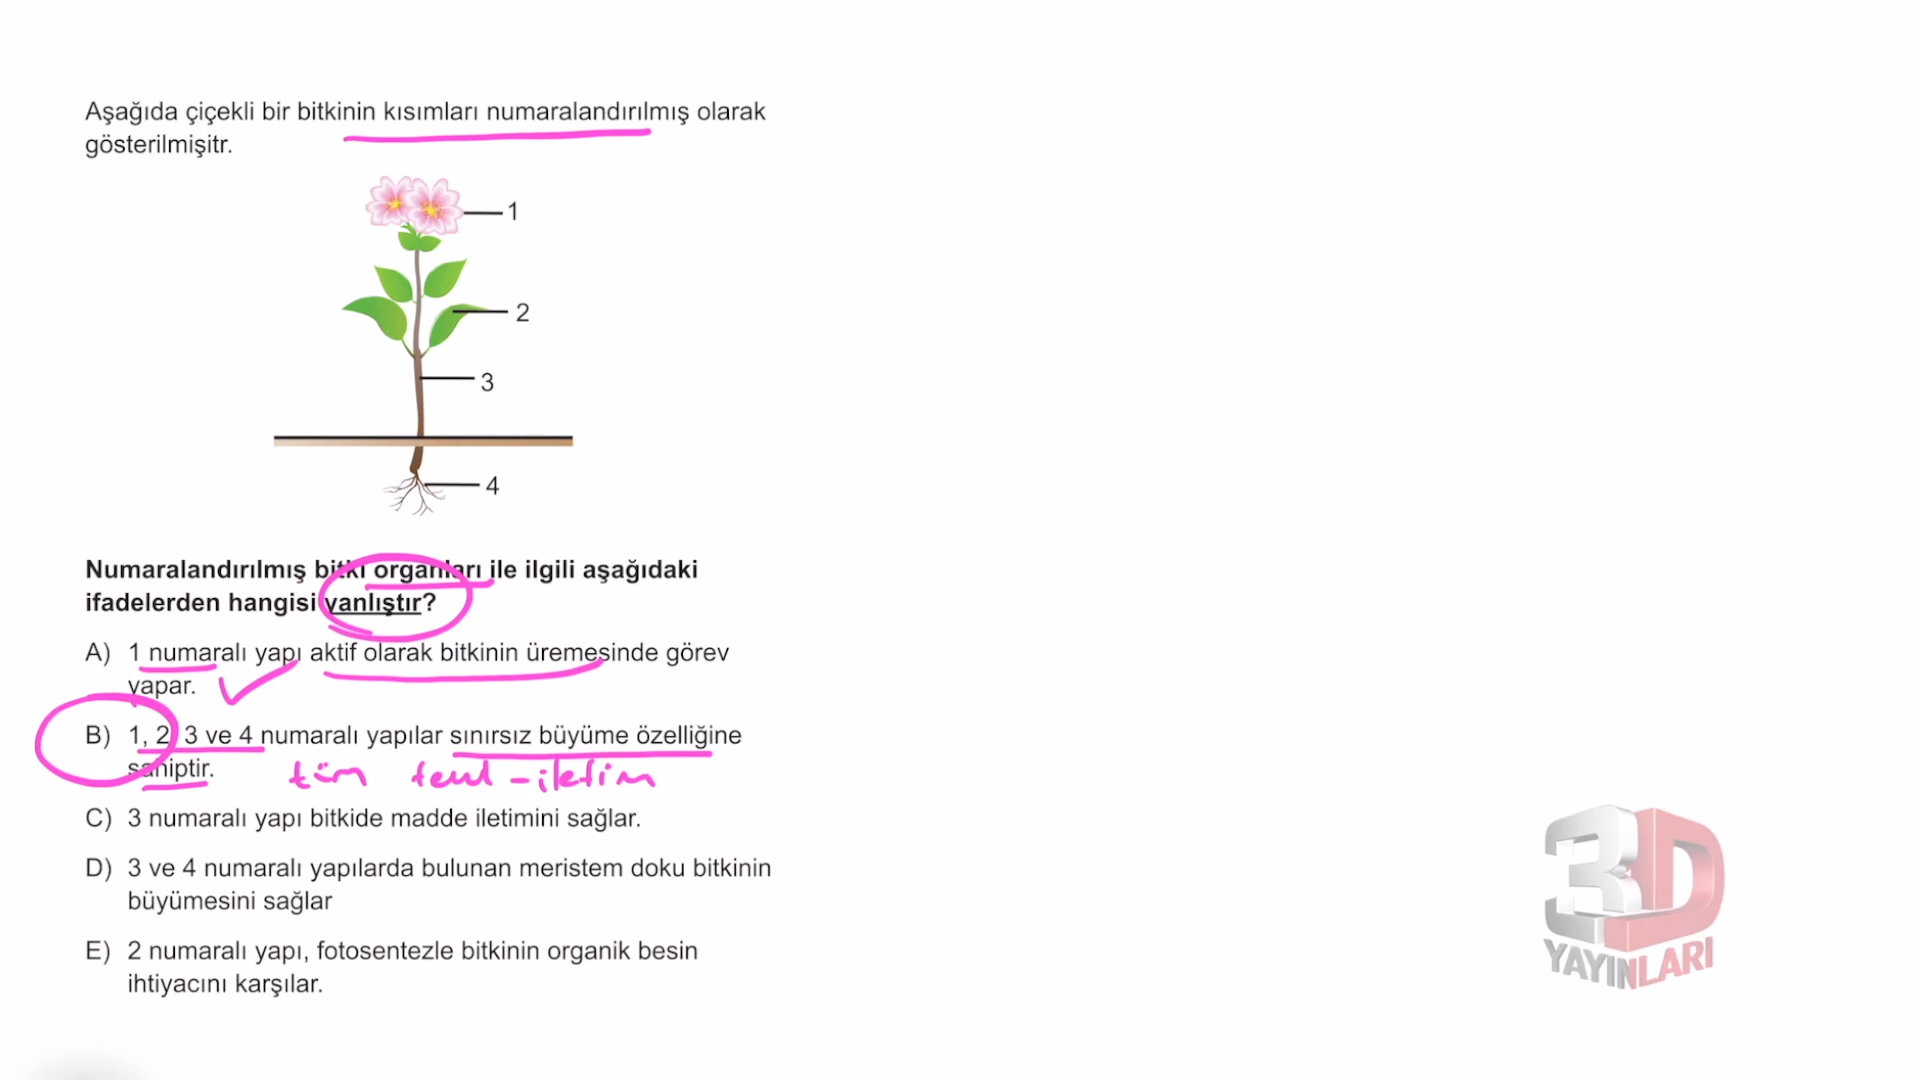 Aşağıda çiçekli bir bitkinin kısımları numaralandırılmış olarak
gösterilmişitr.
1
2
3
4
Numaralandırılmış bitki organları ile ilgili aşağıdaki
ifadelerden hangisi yanlıştır?
A) 1 numaralı yapı aktif olarak bitkinin üremesinde görev
yapar.
B) 1, 2, 3 ve 4 numaralı yapılar sınırsız büyüme özelliğine
sahiptir.
tüm - iletim
C) 3 numaralı yapı bitkide madde iletimini sağlar.
D) 3 ve 4 numaralı yapılarda bulunan meristem doku bitkinin
büyümesini sağlar
E) 2 numaralı yapı, fotosentezle bitkinin organik besin
ihtiyacını karşılar.
3D
YAYINLARI